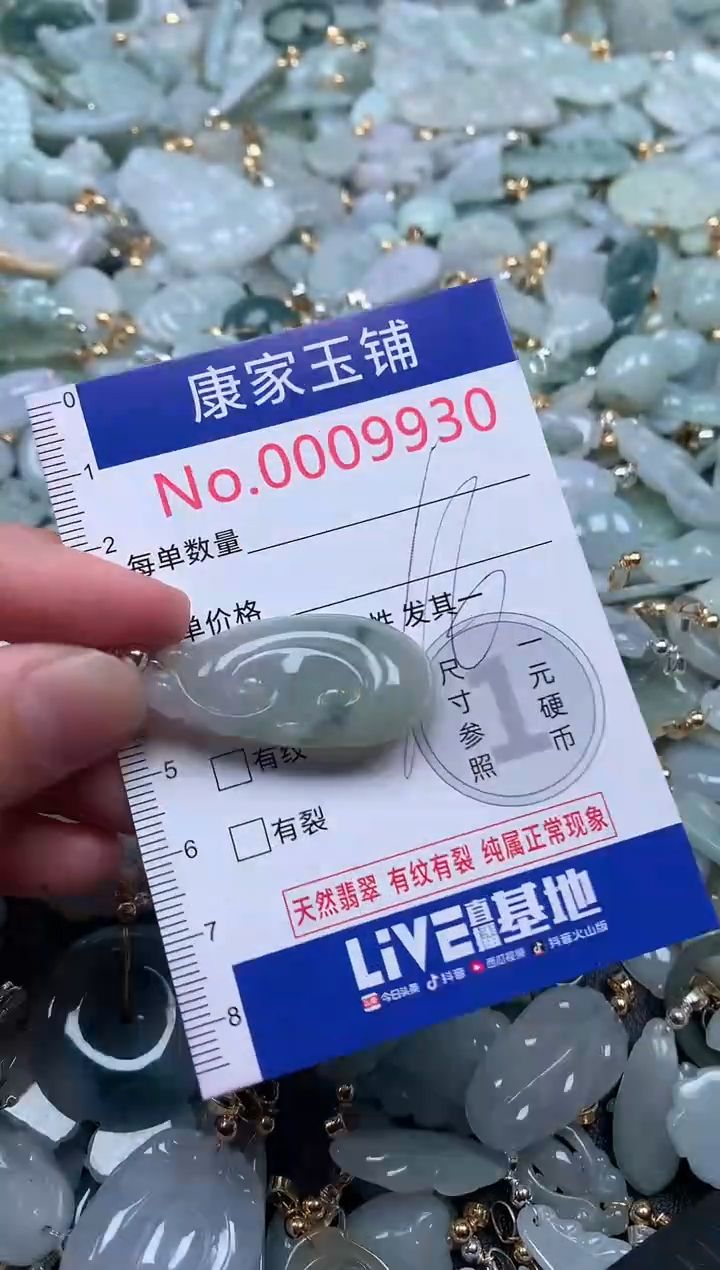 0
康家玉铺
1
No.0009930
2
每单数量
单价格
性 发其一
一元硬币
尺寸参照
1
5
有纹
6
有裂
天然翡翠 有纹有裂 纯属正常现象
7
LiVE直播基地
今日头条 抖音 西瓜视频 抖音火山版
8